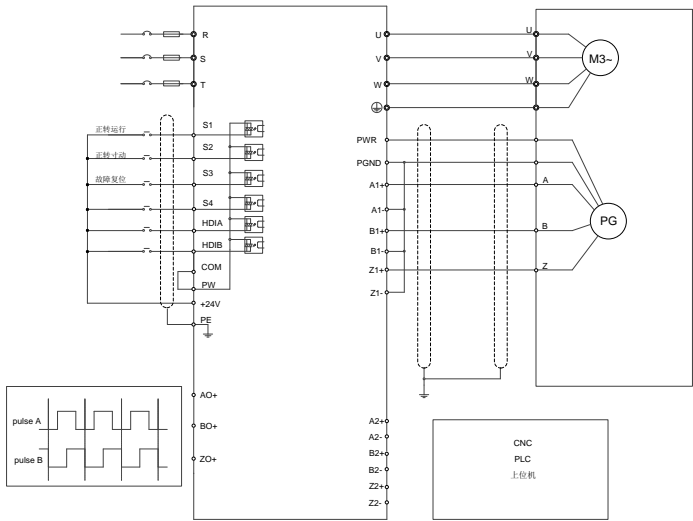 R
S
T
正转运行
S1
正转寸动
S2
故障复位
S3
S4
HDIA
HDIB
COM
PW
+24V
PE
AO+
BO+
ZO+
pulse A
pulse B
U
V
W
PWR
PGND
A1+
A1-
B1+
B1-
Z1+
Z1-
A2+
A2-
B2+
B2-
Z2+
Z2-
U
V
W
M3~
A
B
Z
PG
CNC
PLC
上位机